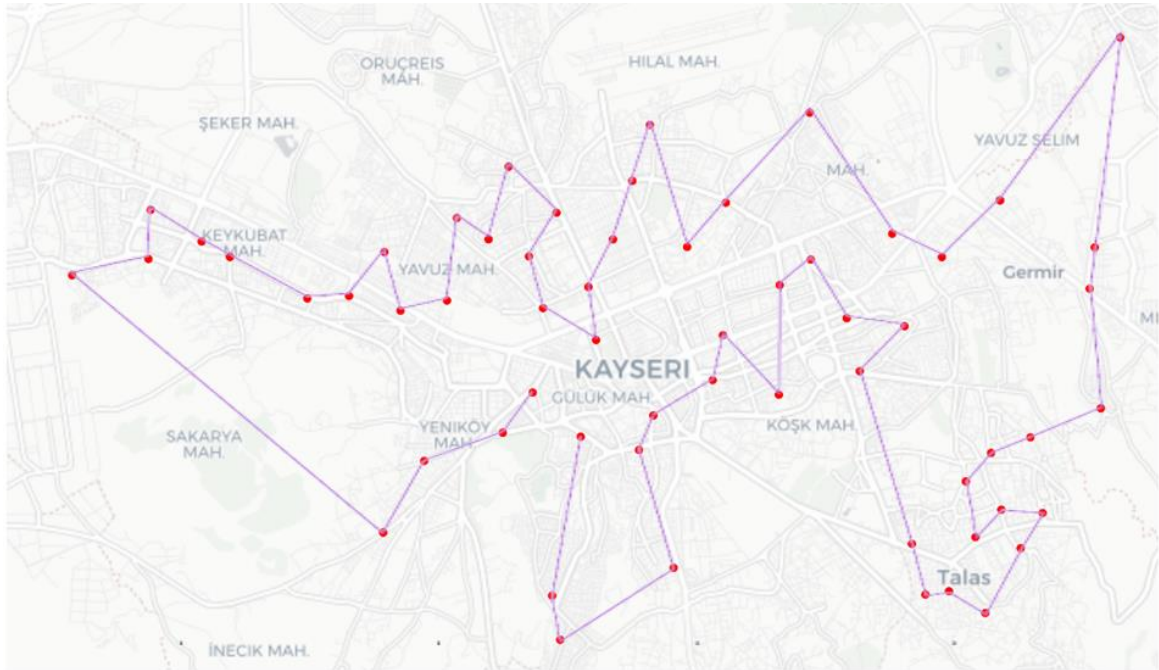 ORUÇREIS
MAH.
HILAL MAH.
ŞEKER MAH.
YAVUZ SELIM
MAH.
KEYKUBAT
MAH.
YAVUZ MAH.
Germir
KAYSERI
GÜLÜK MAH.
YENIKÖY
MAH.
KÖŞK MAH.
SAKARYA
MAH.
Talas
İNECIK MAH.